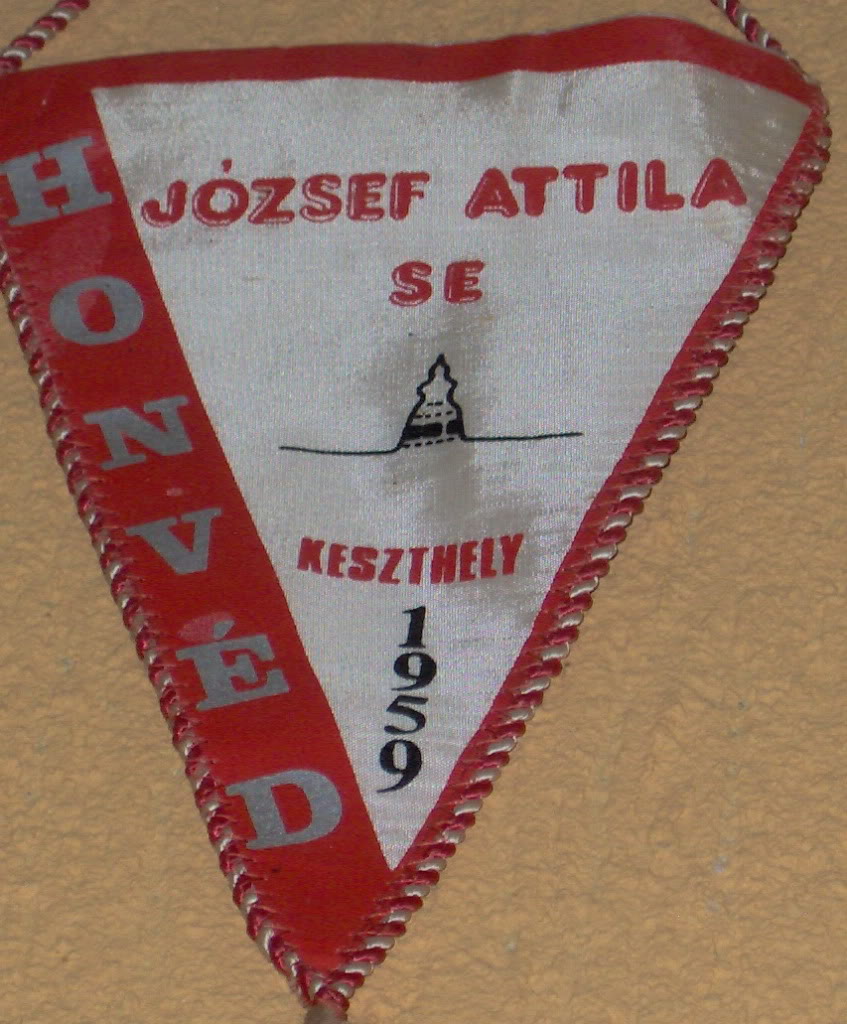 HONVÉD
JÓZSEF ATTILA
SE
KESZTHELY
1959